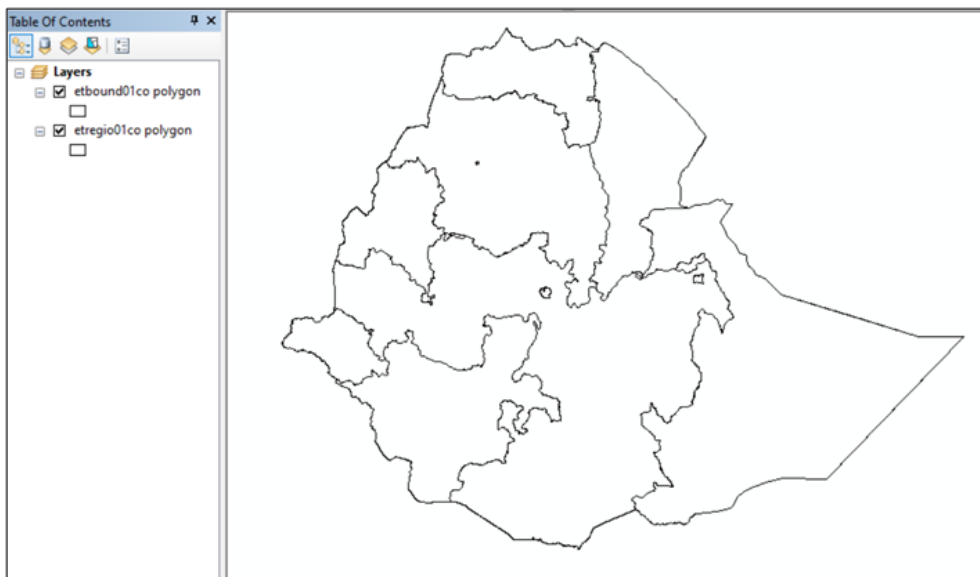 Table Of Contents
Layers
etbound01co polygon
etregio01co polygon